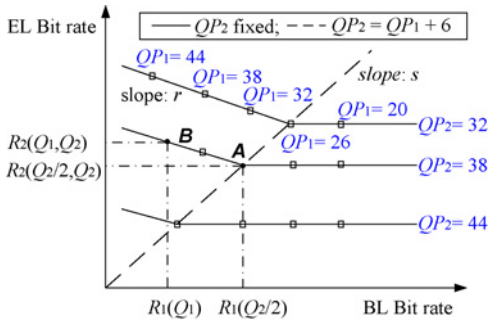 EL Bit rate
QP2 fixed; QP2 = QP1 + 6
QP1= 44
QP1= 38
slope: s
slope: r
QP1= 32
QP1= 20
QP2= 32
R2(Q1,Q2)
B
A
QP1= 26
R2(Q2/2,Q2)
QP2= 38
QP2= 44
R1(Q1)
R1(Q2/2)
BL Bit rate